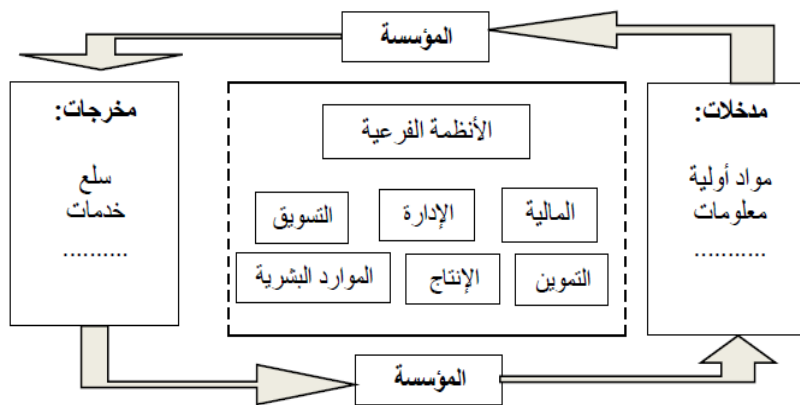 المؤسسة
مدخلات:
مواد أولية
معلومات
..........
الأنظمة الفرعية
المالية
الإدارة
التسويق
التموين
الإنتاج
الموارد البشرية
مخرجات:
سلع
خدمات
..........
المؤسسة